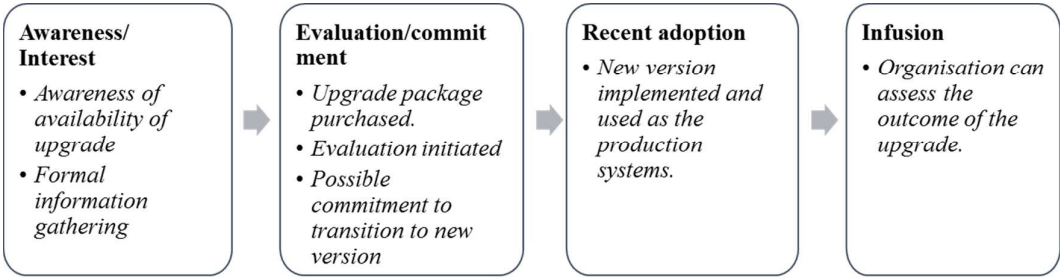 Awareness/
Interest
• Awareness of
availability of
upgrade
• Formal
information
gathering
Evaluation/commit
ment
• Upgrade package
purchased.
• Evaluation initiated
• Possible
commitment to
transition to new
version
Recent adoption
• New version
implemented and
used as the
production
systems.
Infusion
• Organisation can
assess the
outcome of the
upgrade.